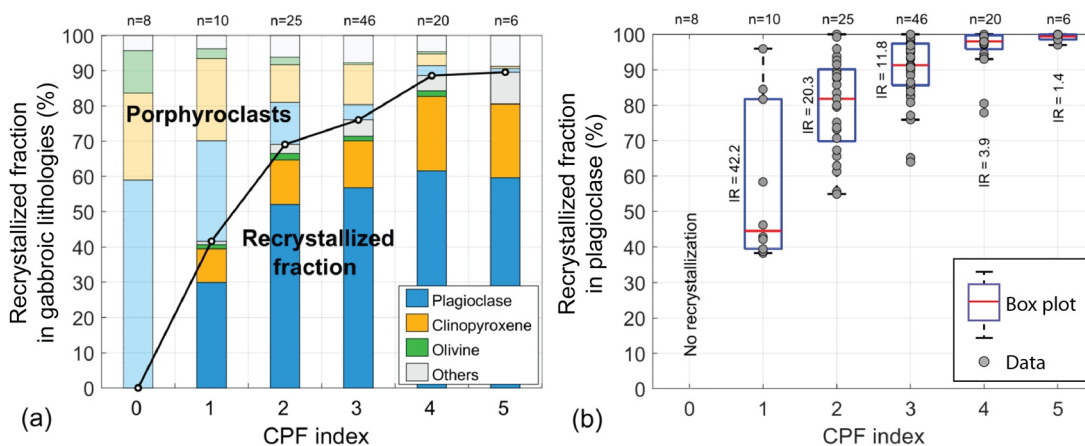 n=8 n=10 n=25 n=46 n=20 n=6
100
90
80
70
60
50
40
30
20
10
0
Recrystallized fraction
in gabbroic lithologies (%)
Porphyroclasts
Recrystallized
fraction
Plagioclase
Clinopyroxene
Olivine
Others
0 1 2 3 4 5
CPF index
(a)
n=8 n=10 n=25 n=46 n=20 n=6
100
90
80
70
60
50
40
30
20
10
0
Recrystallized fraction
in plagioclase (%)
No recrystallization
IR = 42.2
IR = 20.3
IR = 11.8
IR = 3.9
IR = 1.4
Box plot
Data
0 1 2 3 4 5
CPF index
(b)